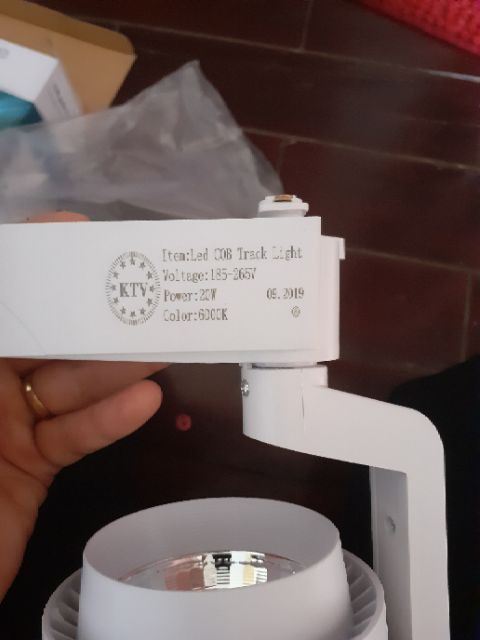 KTV
Item:Led COB Track Light
Voltage:185-265V
Power:20W 09.2019
Color:6000K